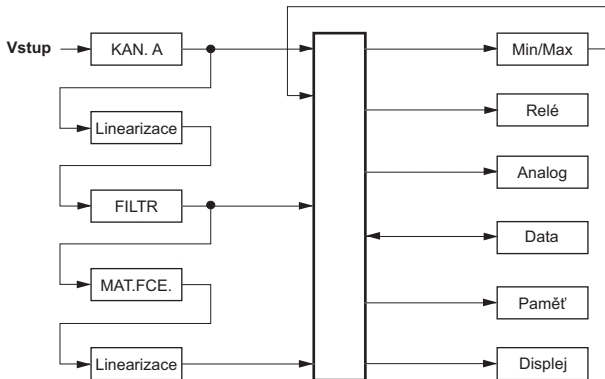 Vstup
KAN. A
Min/Max
Linearizace
Relé
Analog
FILTR
Data
MAT.FCE.
Paměť
Linearizace
Displej